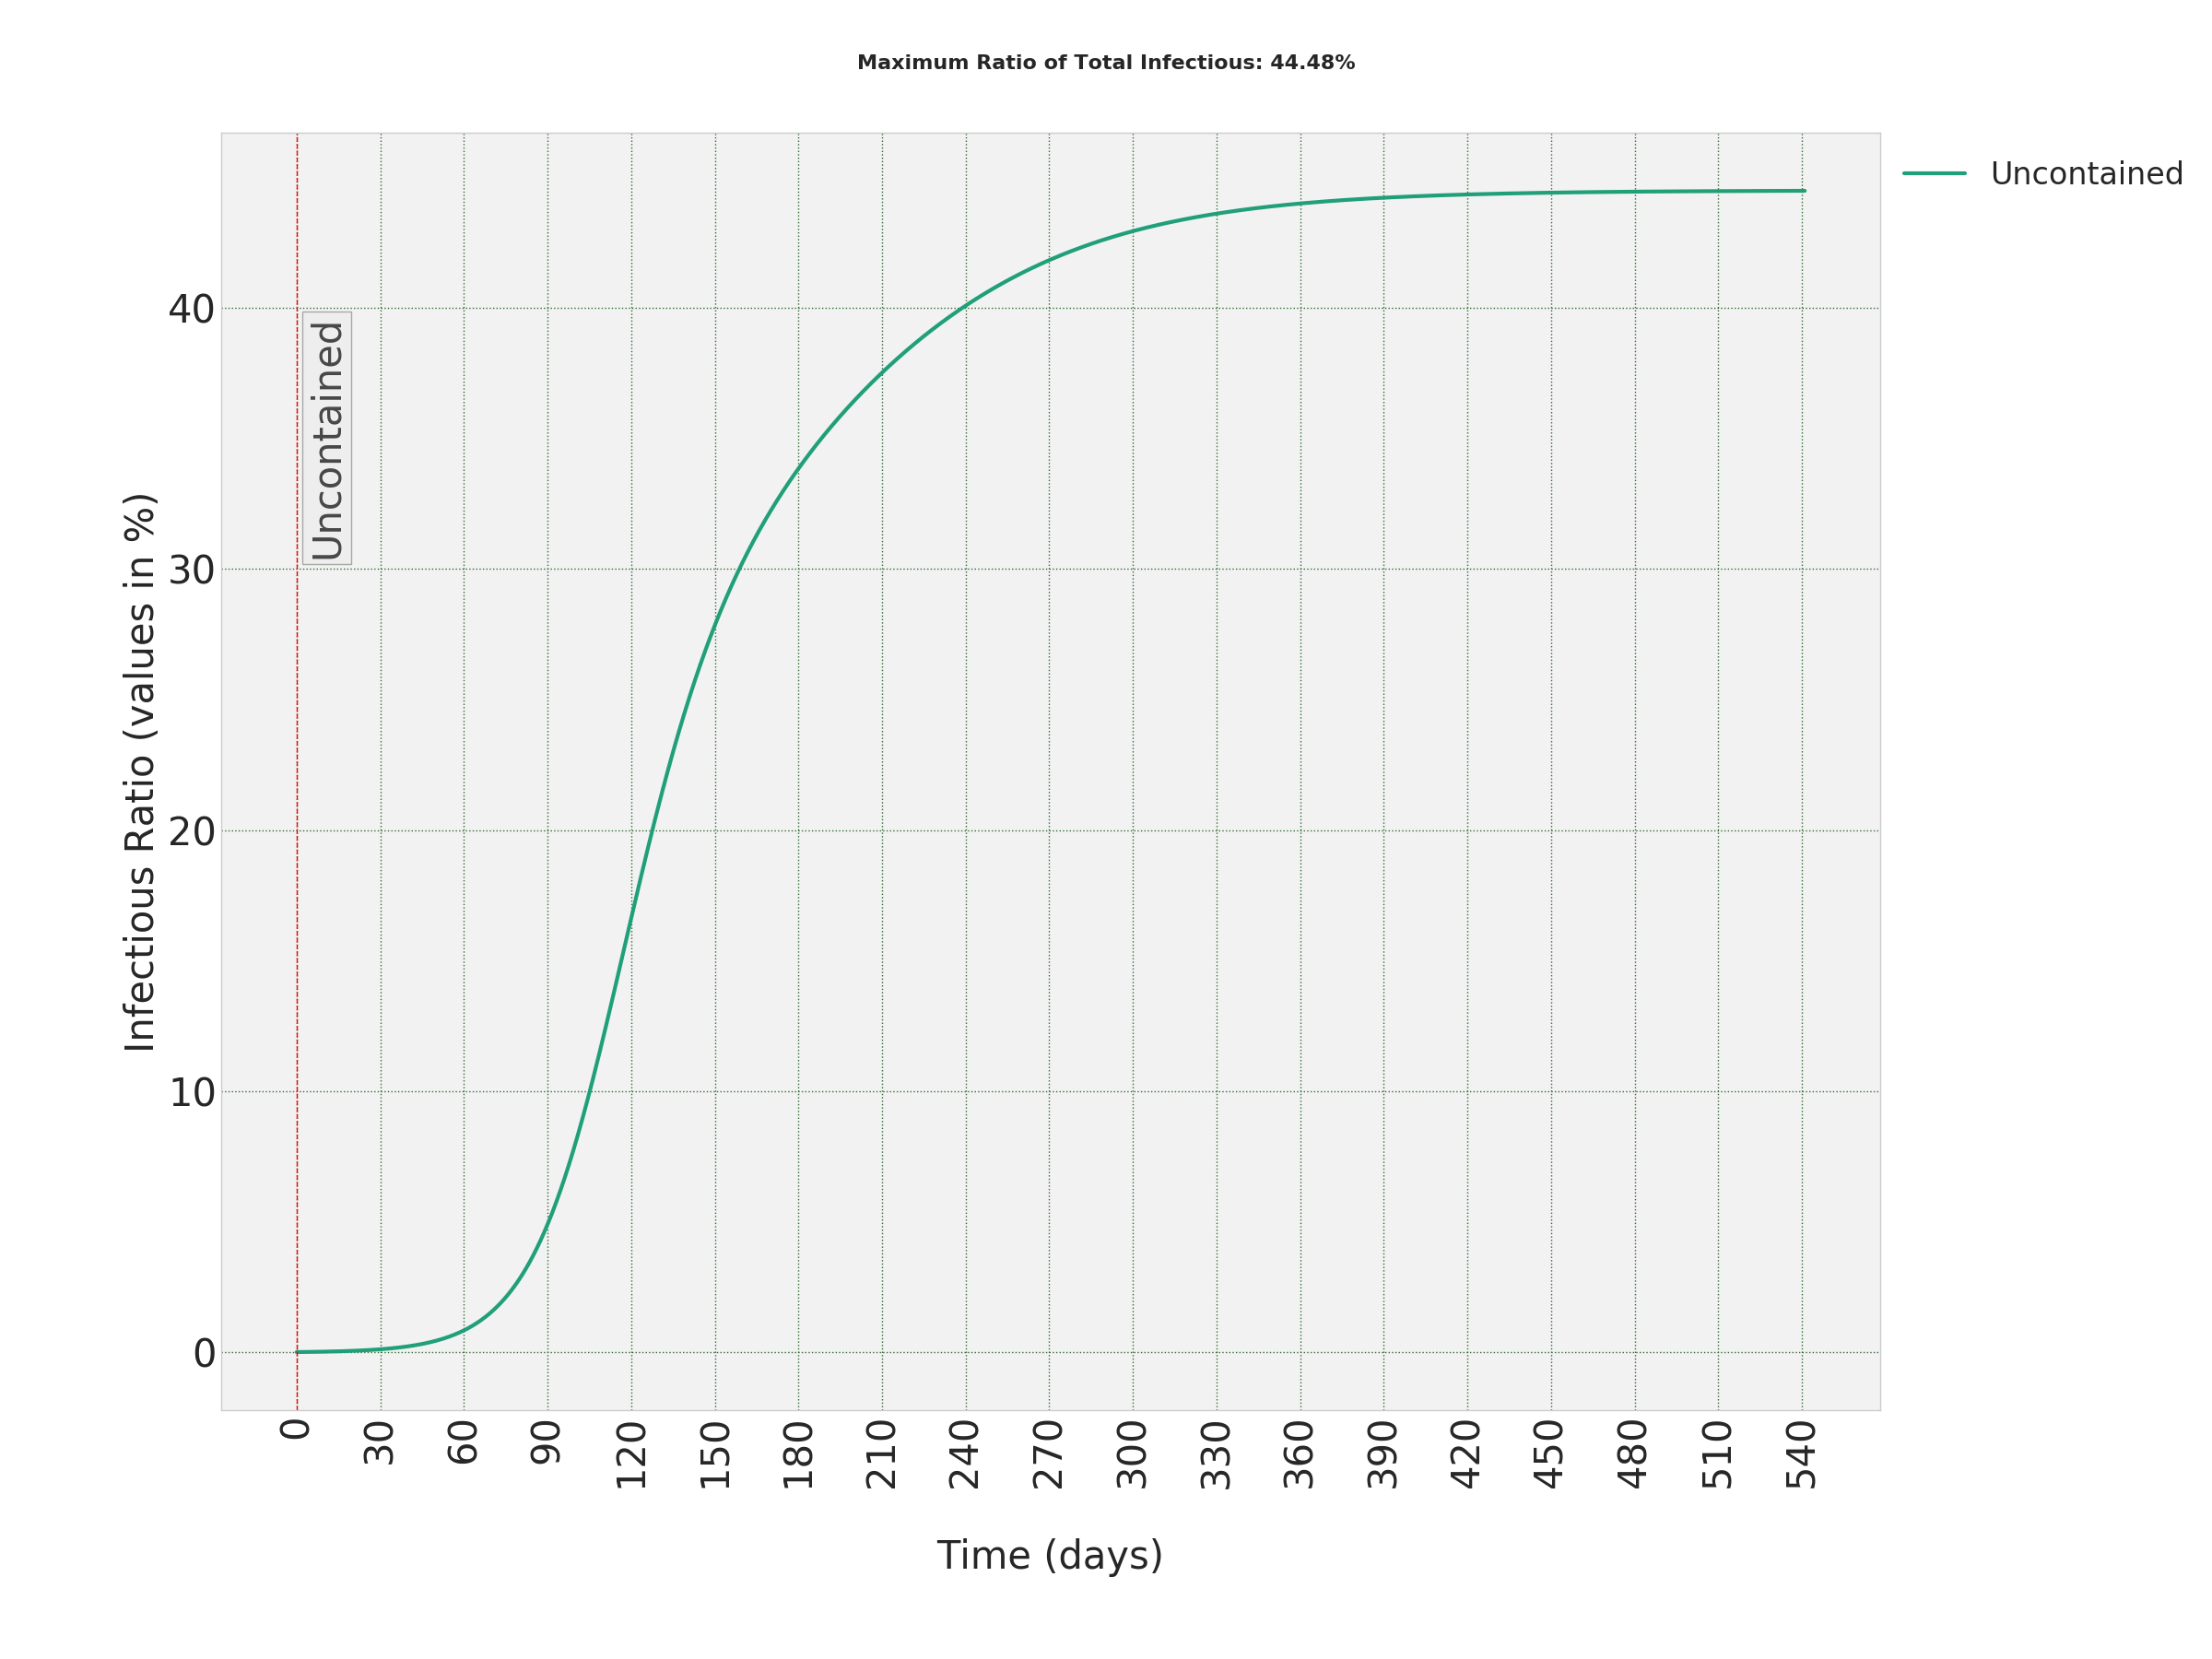 Maximum Ratio of Total Infectious: 44.48%
Uncontained
Uncontained
Infectious Ratio (values in %)
40
30
20
10
0
0 30 60 90 120 150 180 210 240 270 300 330 360 390 420 450 480 510 540
Time (days)